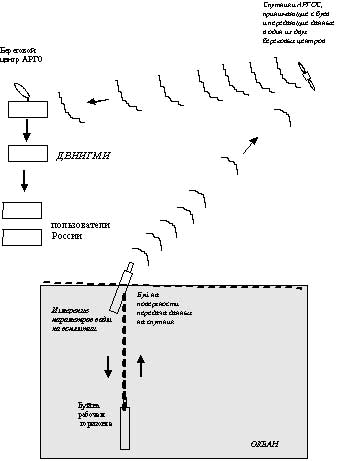 Спутники АРГОС,
принимающие с буя
и передающие данные
в один из двух
береговых центров
Береговой
центр АРГО
ДВНИГМИ
пользователи
России
Буй на
поверхности
передача данных
на спутник
Измерение
параметров воды
на всплытии
Буй на
рабочем
горизонте
ОКЕАН